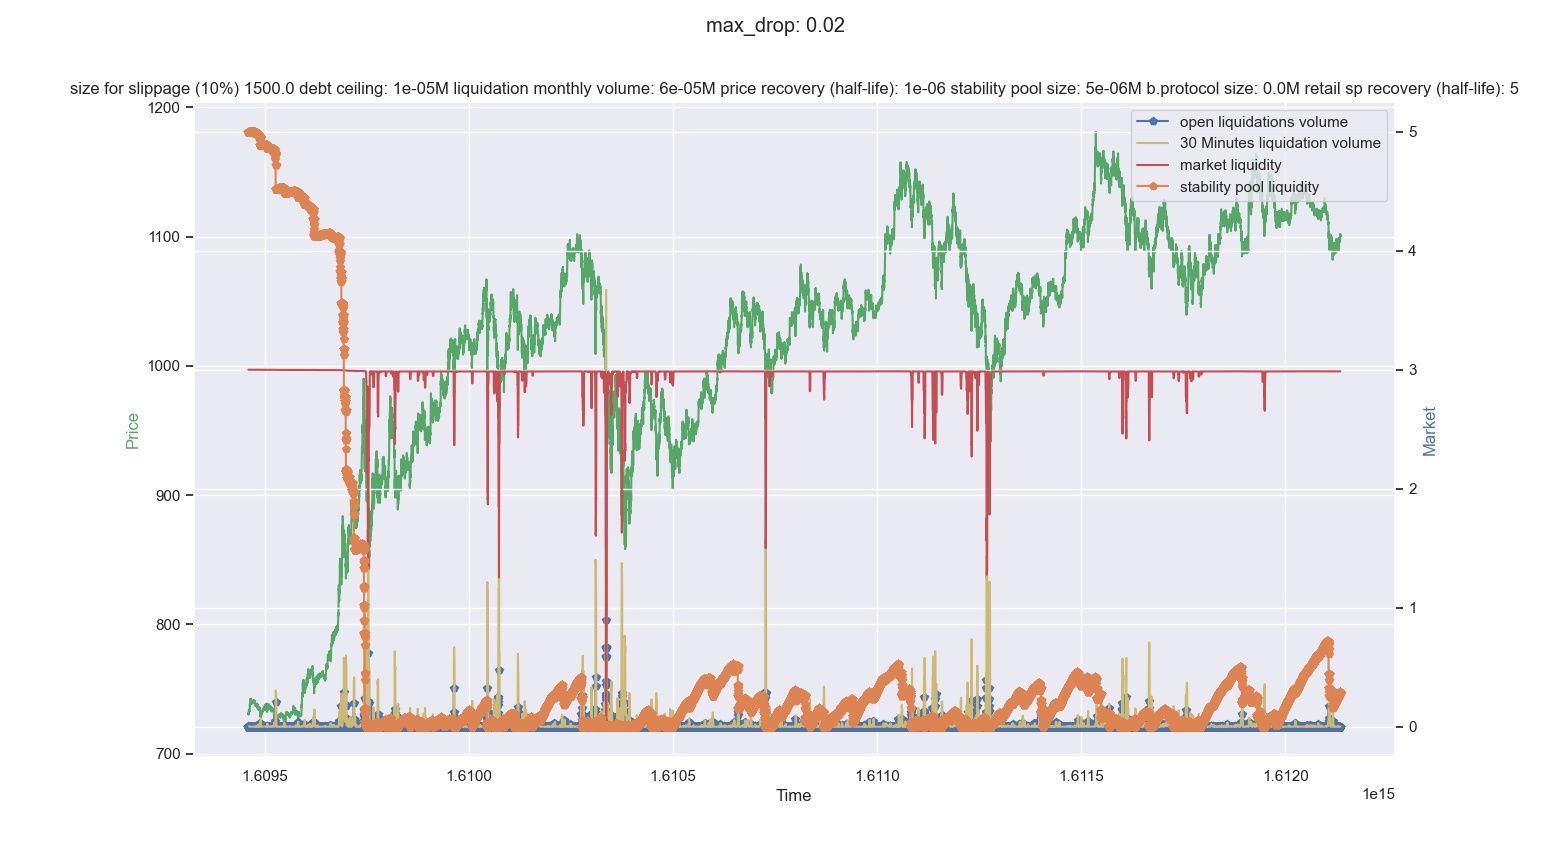 max_drop: 0.02
size for slippage (10%) 1500.0 debt ceiling: 1e-05M liquidation monthly volume: 6e-05M price recovery (half-life): 1e-06 stability pool size: 5e-06M b.protocol size: 0.0M retail sp recovery (half-life): 5
open liquidations volume
30 Minutes liquidation volume
market liquidity
stability pool liquidity
1200
1100
1000
900
800
700
Price
5
4
3
2
1
0
Market
1.6095
1.6100
1.6105
1.6110
1.6115
1.6120
1e15
Time